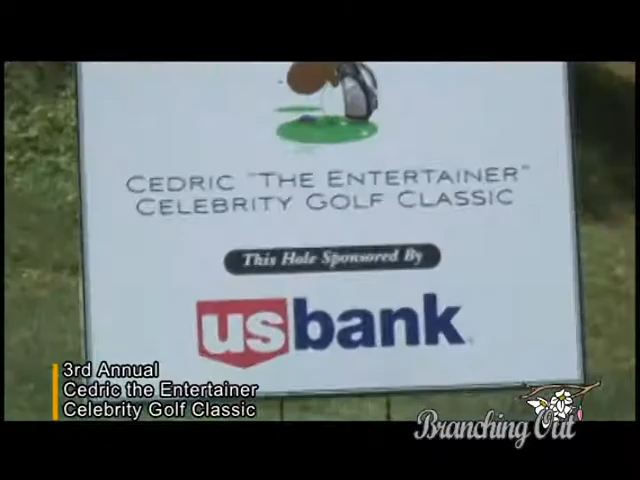 CEDRIC "THE ENTERTAINER"
CELEBRITY GOLF CLASSIC
This Hole Sponsored By
usbank
3rd Annual
Cedric the Entertainer
Celebrity Golf Classic
Branching Out